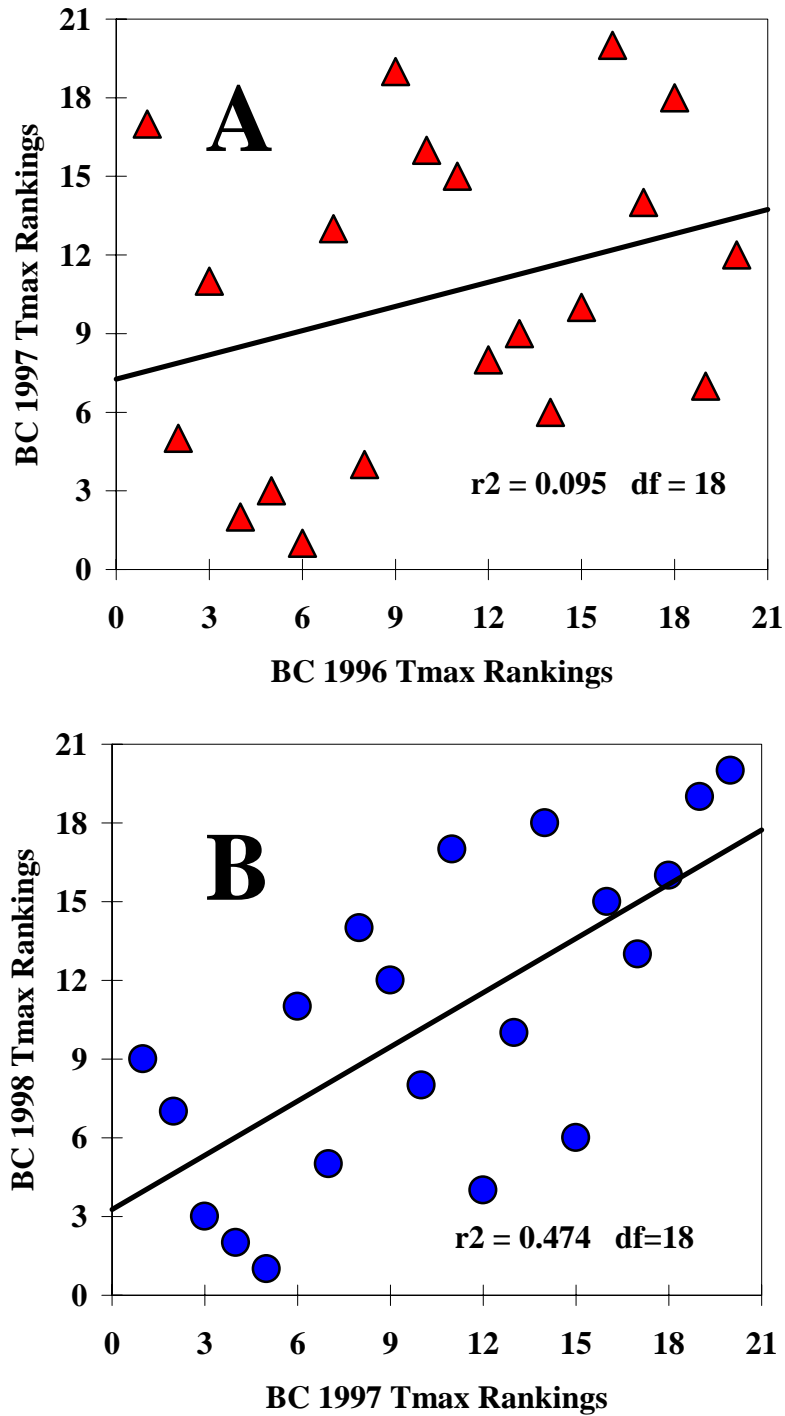 21
18
15
12
9
6
3
0
BC 1997 Tmax Rankings
A
r2 = 0.095 df = 18
0 3 6 9 12 15 18 21
BC 1996 Tmax Rankings
21
18
15
12
9
6
3
0
BC 1998 Tmax Rankings
B
r2 = 0.474 df=18
0 3 6 9 12 15 18 21
BC 1997 Tmax Rankings